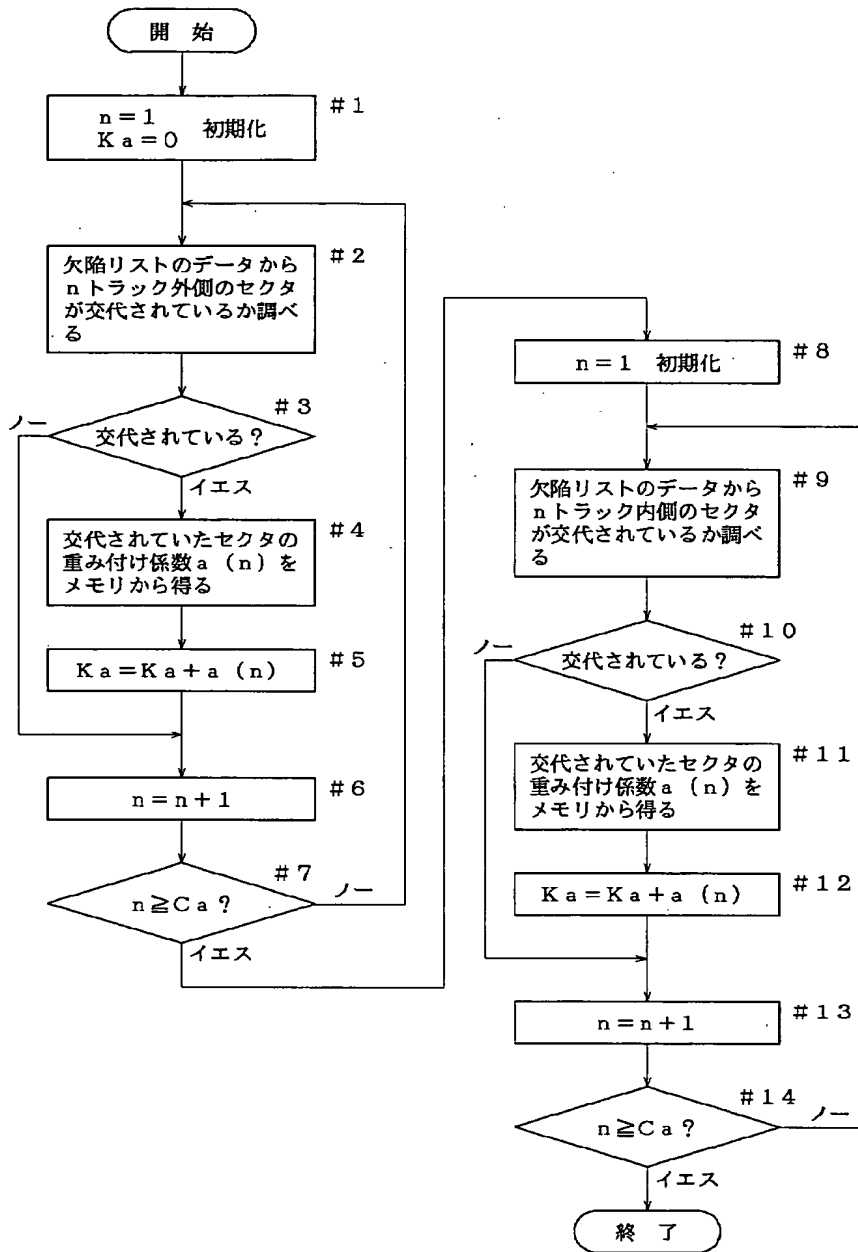 開 始
#1
n=1
Ka=0 初期化
#2
欠陥リストのデータから
nトラック外側のセクタ
が交代されているか調べ
る
#3
ノー
交代されている?
イエス
#4
交代されていたセクタの
重み付け係数a(n)を
メモリから得る
#5
Ka=Ka+a(n)
#6
n=n+1
#7
n≧Ca?
ノー
イエス
#8
n=1 初期化
#9
欠陥リストのデータから
nトラック内側のセクタ
が交代されているか調べ
る
#10
ノー
交代されている?
イエス
#11
交代されていたセクタの
重み付け係数a(n)を
メモリから得る
#12
Ka=Ka+a(n)
#13
n=n+1
#14
n≧Ca?
ノー
イエス
終 了